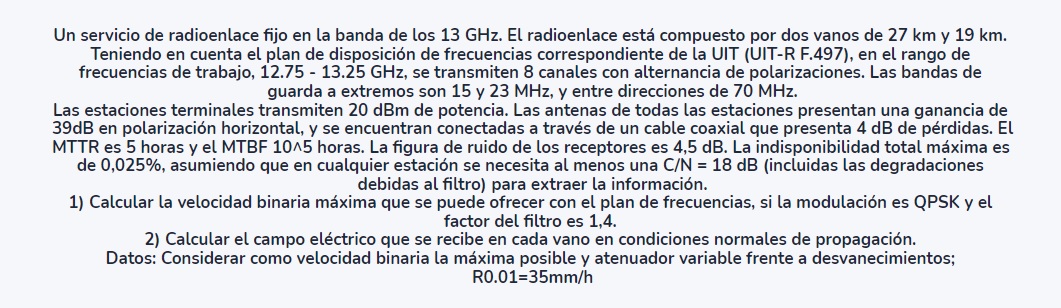 Un servicio de radioenlace fijo en la banda de los 13 GHz. El radioenlace está compuesto por dos vanos de 27 km y 19 km.
Teniendo en cuenta el plan de disposición de frecuencias correspondiente de la UIT (UIT-R F.497), en el rango de
frecuencias de trabajo, 12.75 - 13.25 GHz, se transmiten 8 canales con alternancia de polarizaciones. Las bandas de
guarda a extremos son 15 y 23 MHz, y entre direcciones de 70 MHz.
Las estaciones terminales transmiten 20 dBm de potencia. Las antenas de todas las estaciones presentan una ganancia de
39dB en polarización horizontal, y se encuentran conectadas a través de un cable coaxial que presenta 4 dB de pérdidas. El
MTTR es 5 horas y el MTBF 10^5 horas. La figura de ruido de los receptores es 4,5 dB. La indisponibilidad total máxima es
de 0,025%, asumiendo que en cualquier estación se necesita al menos una C/N = 18 dB (incluidas las degradaciones
debidas al filtro) para extraer la información.
1) Calcular la velocidad binaria máxima que se puede ofrecer con el plan de frecuencias, si la modulación es QPSK y el
factor del filtro es 1,4.
2) Calcular el campo eléctrico que se recibe en cada vano en condiciones normales de propagación.
Datos: Considerar como velocidad binaria la máxima posible y atenuador variable frente a desvanecimientos;
R0.01=35mm/h